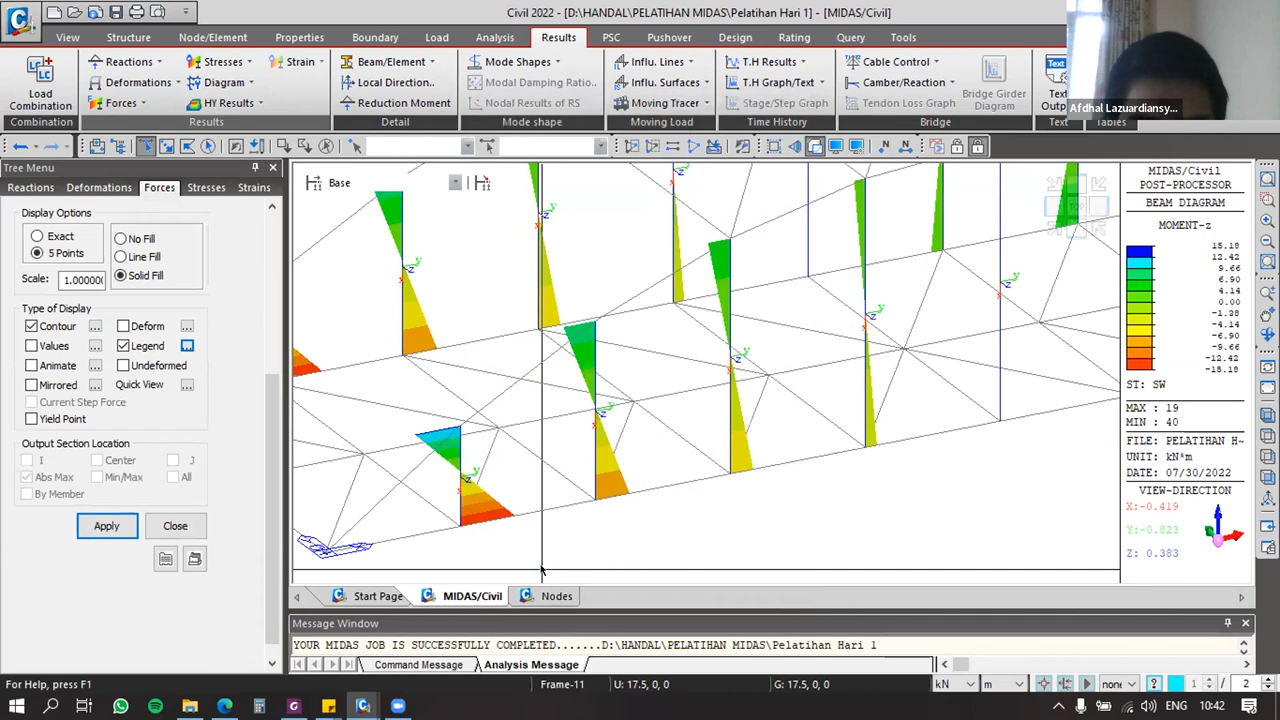 Civil 2022 - [D:\HANDAL\PELATIHAN MIDAS\Pelatihan Hari 1] - [MIDAS/Civil]
View Structure Node/Element Properties Boundary Load Analysis Results PSC Pushover Design Rating Query Tools
Load Combination
Combination
Reactions
Deformations
Forces
Stresses
Diagram
HY Results
Strain
Results
Beam/Element
Local Direction..
Reduction Moment
Detail
Mode Shapes
Modal Damping Ratio..
Nodal Results of RS
Mode shape
Influ. Lines
Influ. Surfaces
Moving Tracer
Moving Load
T.H Results
T.H Graph/Text
Stage/Step Graph
Time History
Cable Control
Camber/Reaction
Tendon Loss Graph
Bridge Girder Diagram
Bridge
Text
Text
Tables
Afdhal Lazuardiansy...
Tree Menu
Reactions Deformations Forces Stresses Strains
Display Options
Exact
5 Points
No Fill
Line Fill
Solid Fill
Scale: 1.00000(
Type of Display
Contour ... Deform ...
Values ... Legend ...
Animate ... Undeformed
Mirrored ... Quick View ...
Current Step Force
Yield Point
Output Section Location
I Center J
Abs Max Min/Max All
By Member
Apply Close
Base
TOP
y
z
x
MIDAS/Civil
POST-PROCESSOR
BEAM DIAGRAM
MOMENT-z
15.18
12.42
9.66
6.90
4.14
0.00
-1.38
-4.14
-6.90
-9.66
-12.42
-15.18
ST: SW
MAX : 19
MIN : 40
FILE: PELATIHAN H~
UNIT: kN*m
DATE: 07/30/2022
VIEW-DIRECTION
X:-0.419
Y:-0.823
Z: 0.383
Start Page MIDAS/Civil Nodes
Message Window
YOUR MIDAS JOB IS SUCCESSFULLY COMPLETED.......D:\HANDAL\PELATIHAN MIDAS\Pelatihan Hari 1
Command Message Analysis Message
For Help, press F1 Frame-11 U: 17.5, 0, 0 G: 17.5, 0, 0 kN m none 1 / 2
ENG 10:42